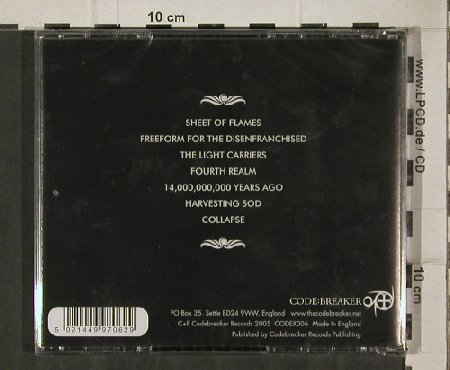 10 cm
SHEET OF FLAMES
FREEFORM FOR THE DISENFRANCHISED
THE LIGHT CARRIERS
FOURTH REALM
14,000,000,000 YEARS AGO
HARVESTING SOD
COLLAPSE
CODE:BREAKER
PO Box 35. Settle BD24 9WW. England www.thecodebreaker.net
C+P Codebreaker Records 2005 CODEX006 Made In England
Published by Codebreaker Records Publishing
5 021449 970629
www.LPCD.de / CD
10 cm